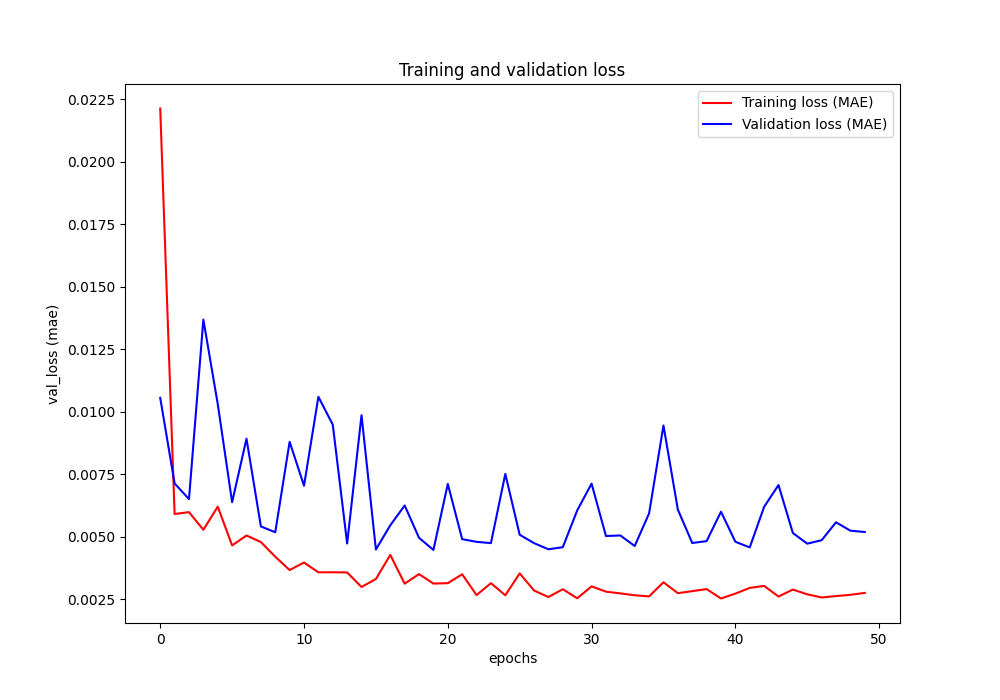 Training and validation loss
Training loss (MAE)
Validation loss (MAE)
val_loss (mae)
0.0225
0.0200
0.0175
0.0150
0.0125
0.0100
0.0075
0.0050
0.0025
0 10 20 30 40 50
epochs